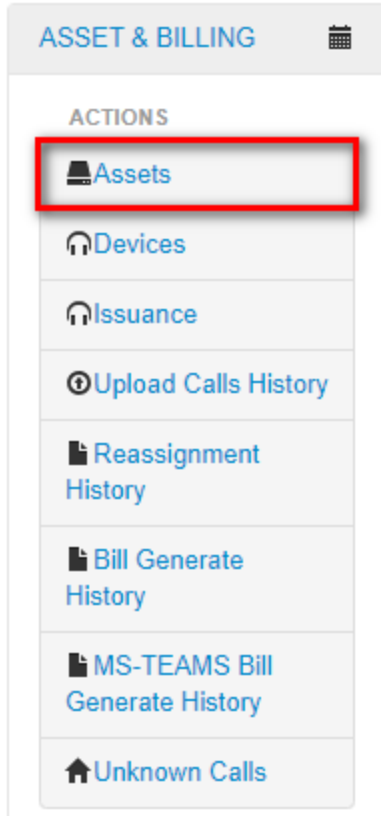 ASSET & BILLING
ACTIONS
Assets
Devices
Issuance
Upload Calls History
Reassignment
History
Bill Generate
History
MS-TEAMS Bill
Generate History
Unknown Calls